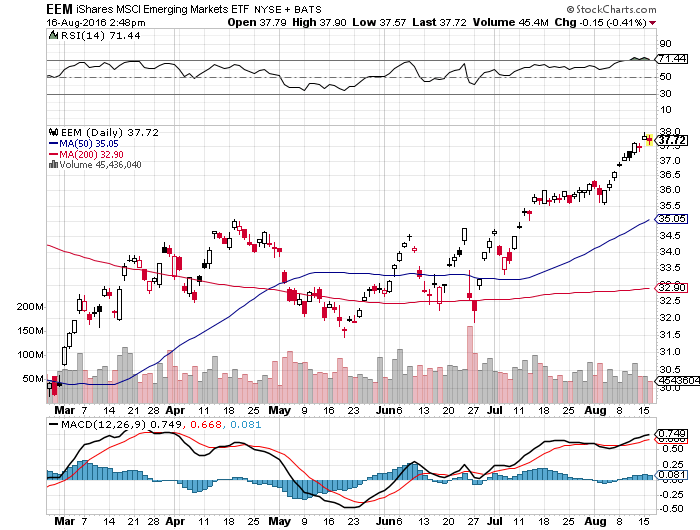 EEM iShares MSCI Emerging Markets ETF NYSE + BATS © StockCharts.com
16-Aug-2016 2:48pm Open 37.79 High 37.90 Low 37.57 Last 37.72 Volume 45.4M Chg -0.15 (-0.41%)
RSI(14) 71.44
90
71.44
50
30
10
EEM (Daily) 37.72
MA(50) 35.05
MA(200) 32.90
Volume 45,436,040
38.0
37.72
37.5
37.0
36.5
36.0
35.5
35.05
34.5
34.0
33.5
33.0
32.90
32.5
32.0
31.5
31.0
30.5
4543604
30.0
200M
150M
100M
50M
Mar 7 14 21 28 Apr 11 18 25 May 9 16 23 Jun 6 13 20 27 Jul 11 18 25 Aug 8 15
MACD(12,26,9) 0.749, 0.668, 0.081
0.749
0.50
0.25
0.081
-0.25
-0.50
Mar 7 14 21 28 Apr 11 18 25 May 9 16 23 Jun 6 13 20 27 Jul 11 18 25 Aug 8 15